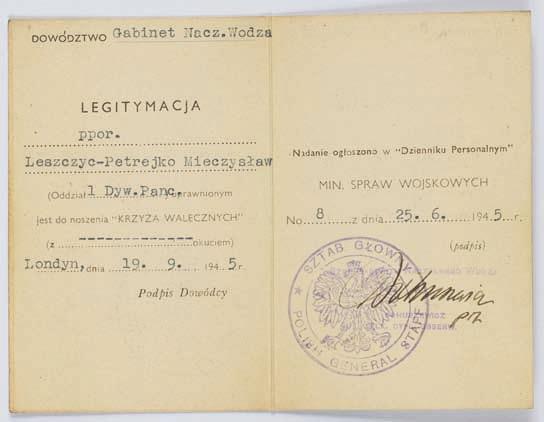 DOWÓDZTWO Gabinet Nacz.Wodza
LEGITYMACJA
ppor.
Leszczyc-Petrejko Mieczysław
(Oddział 1 Dyw.Panc.
jest do noszenia "KRZYŻA WALECZNYCH"
(z ------------- okuciem)
Londyn, dnia 19. 9. 1945r.
Podpis Dowódcy
Nadanie ogłoszono w "Dzienniku Personalnym"
MIN. SPRAW WOJSKOWYCH
No 8 z dnia 25. 6. 1945.r.
(podpis)
SZTAB GŁÓWNY
POLISH GENERAL STAFF